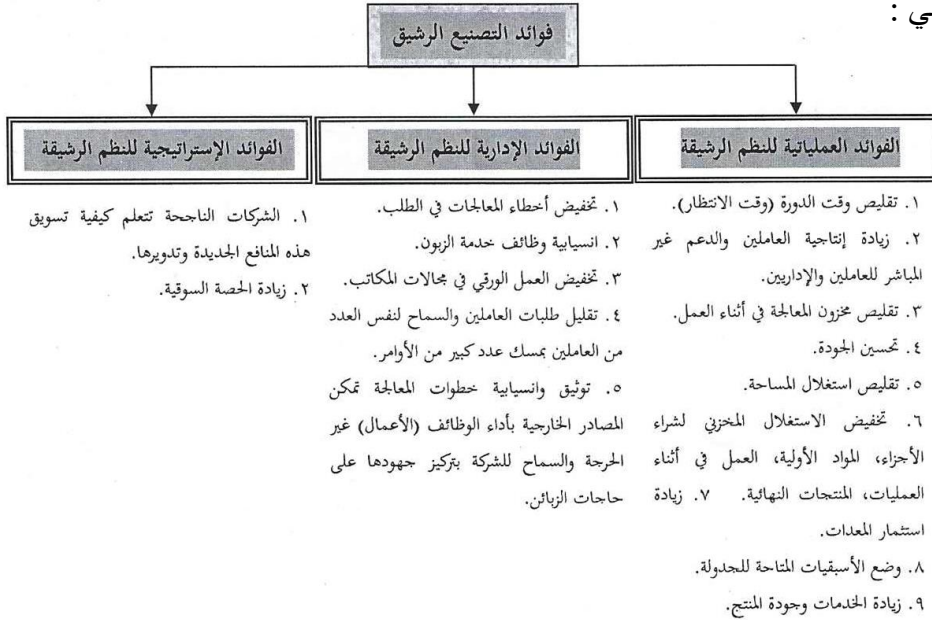 ي :
فوائد التصنيع الرشيق
الفوائد العملياتية للنظم الرشيقة
١. تقليص وقت الدورة (وقت الانتظار).
٢. زيادة إنتاجية العاملين والدعم غير
المباشر للعاملين والإداريين.
٣. تقليص مخزون المعالجة في أثناء العمل.
٤. تحسين الجودة.
٥. تقليص استغلال المساحة.
٦. تخفيض الاستغلال المخزني لشراء
الأجزاء، المواد الأولية، العمل في أثناء
العمليات، المنتجات النهائية. ٧. زيادة
استثمار المعدات.
٨. وضع الأسبقيات المتاحة للجدولة.
٩. زيادة الخدمات وجودة المنتج.
الفوائد الإدارية للنظم الرشيقة
١. تخفيض أخطاء المعالجات في الطلب.
٢. انسيابية وظائف خدمة الزبون.
٣. تخفيض العمل الورقي في مجالات المكاتب.
٤. تقليل طلبات العاملين والسماح لنفس العدد
من العاملين بمسك عدد كبير من الأوامر.
٥. توثيق وانسيابية خطوات المعالجة تمكن
المصادر الخارجية بأداء الوظائف (الأعمال) غير
الحرجة والسماح للشركة بتركيز جهودها على
حاجات الزبائن.
الفوائد الإستراتيجية للنظم الرشيقة
١. الشركات الناجحة تتعلم كيفية تسويق
هذه المنافع الجديدة وتدويرها.
٢. زيادة الحصة السوقية.